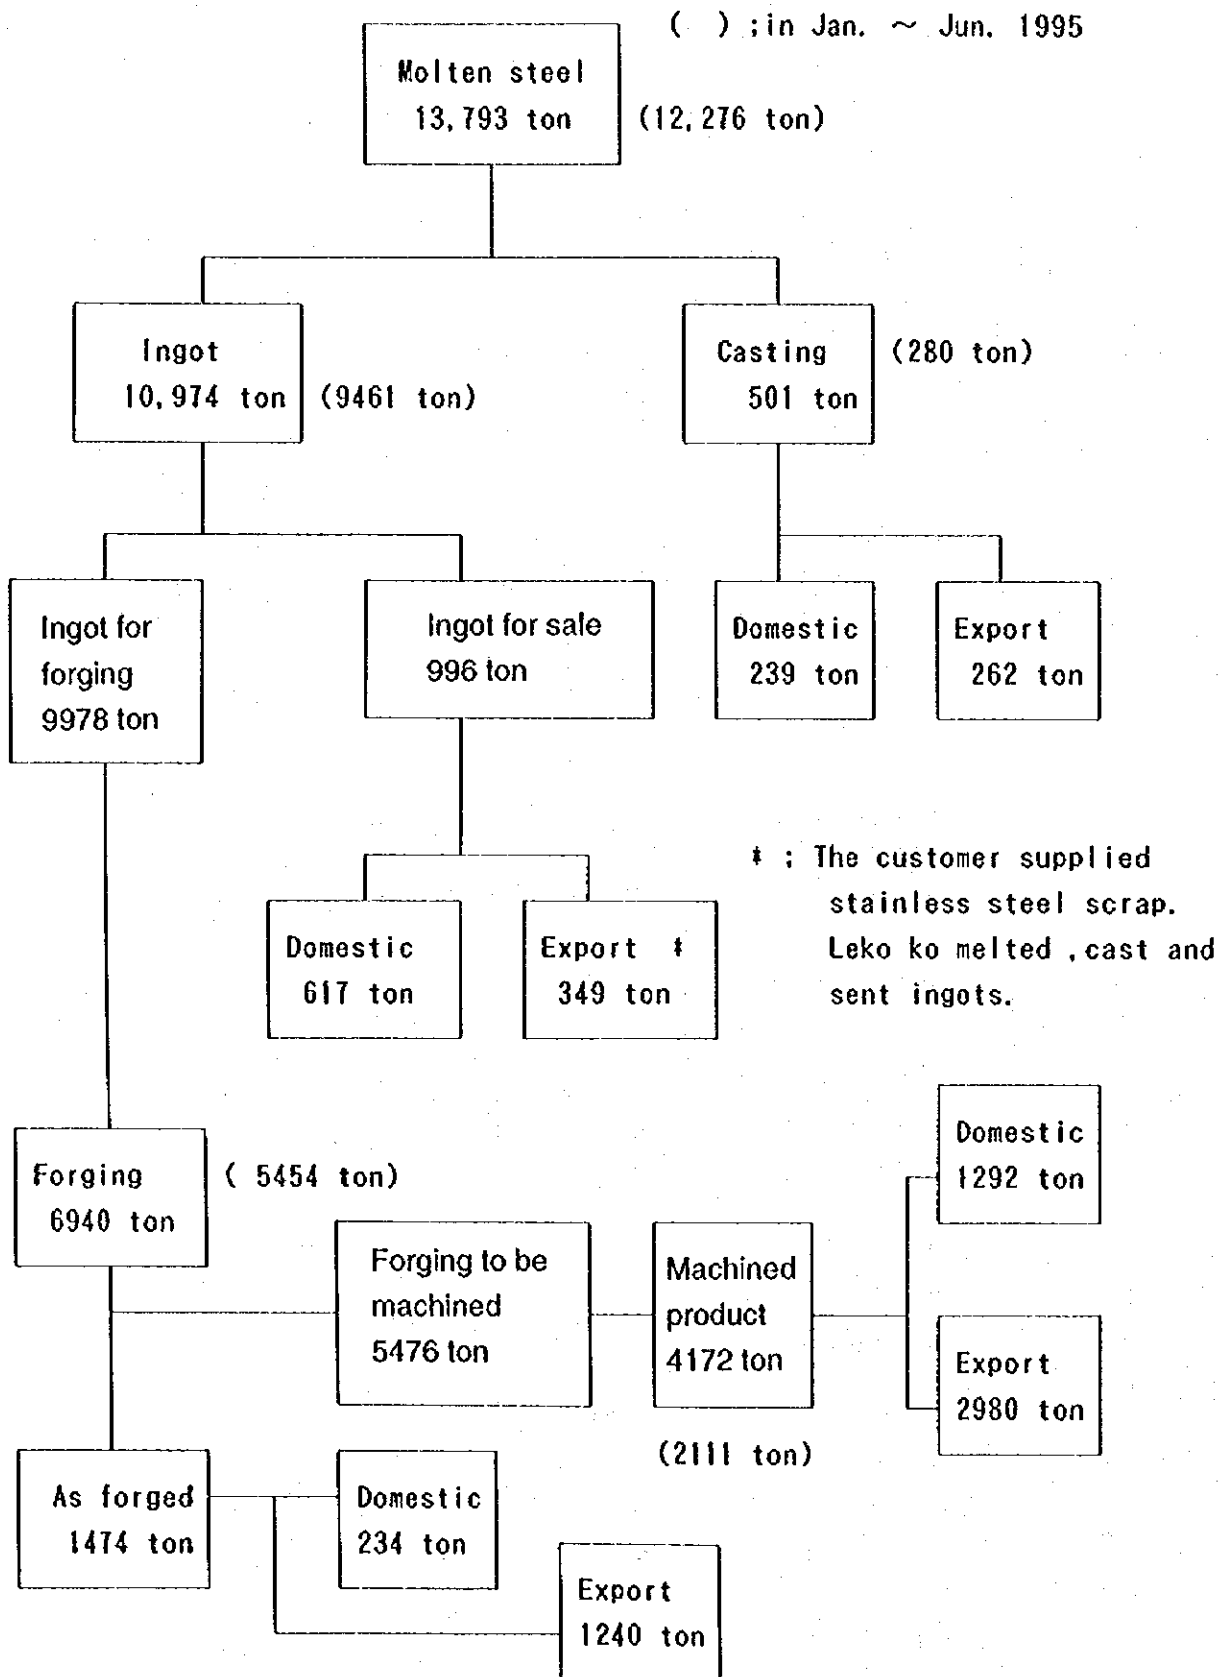 ( ) ;in Jan. ~ Jun. 1995
Molten steel
13,793 ton
(12,276 ton)
Ingot
10,974 ton
(9461 ton)
Casting
501 ton
(280 ton)
Ingot for
forging
9978 ton
Ingot for sale
996 ton
Domestic
239 ton
Export
262 ton
* ; The customer supplied
stainless steel scrap.
Leko ko melted ,cast and
sent ingots.
Domestic
617 ton
Export *
349 ton
Forging
6940 ton
( 5454 ton)
Forging to be
machined
5476 ton
Machined
product
4172 ton
(2111 ton)
Domestic
1292 ton
Export
2980 ton
As forged
1474 ton
Domestic
234 ton
Export
1240 ton